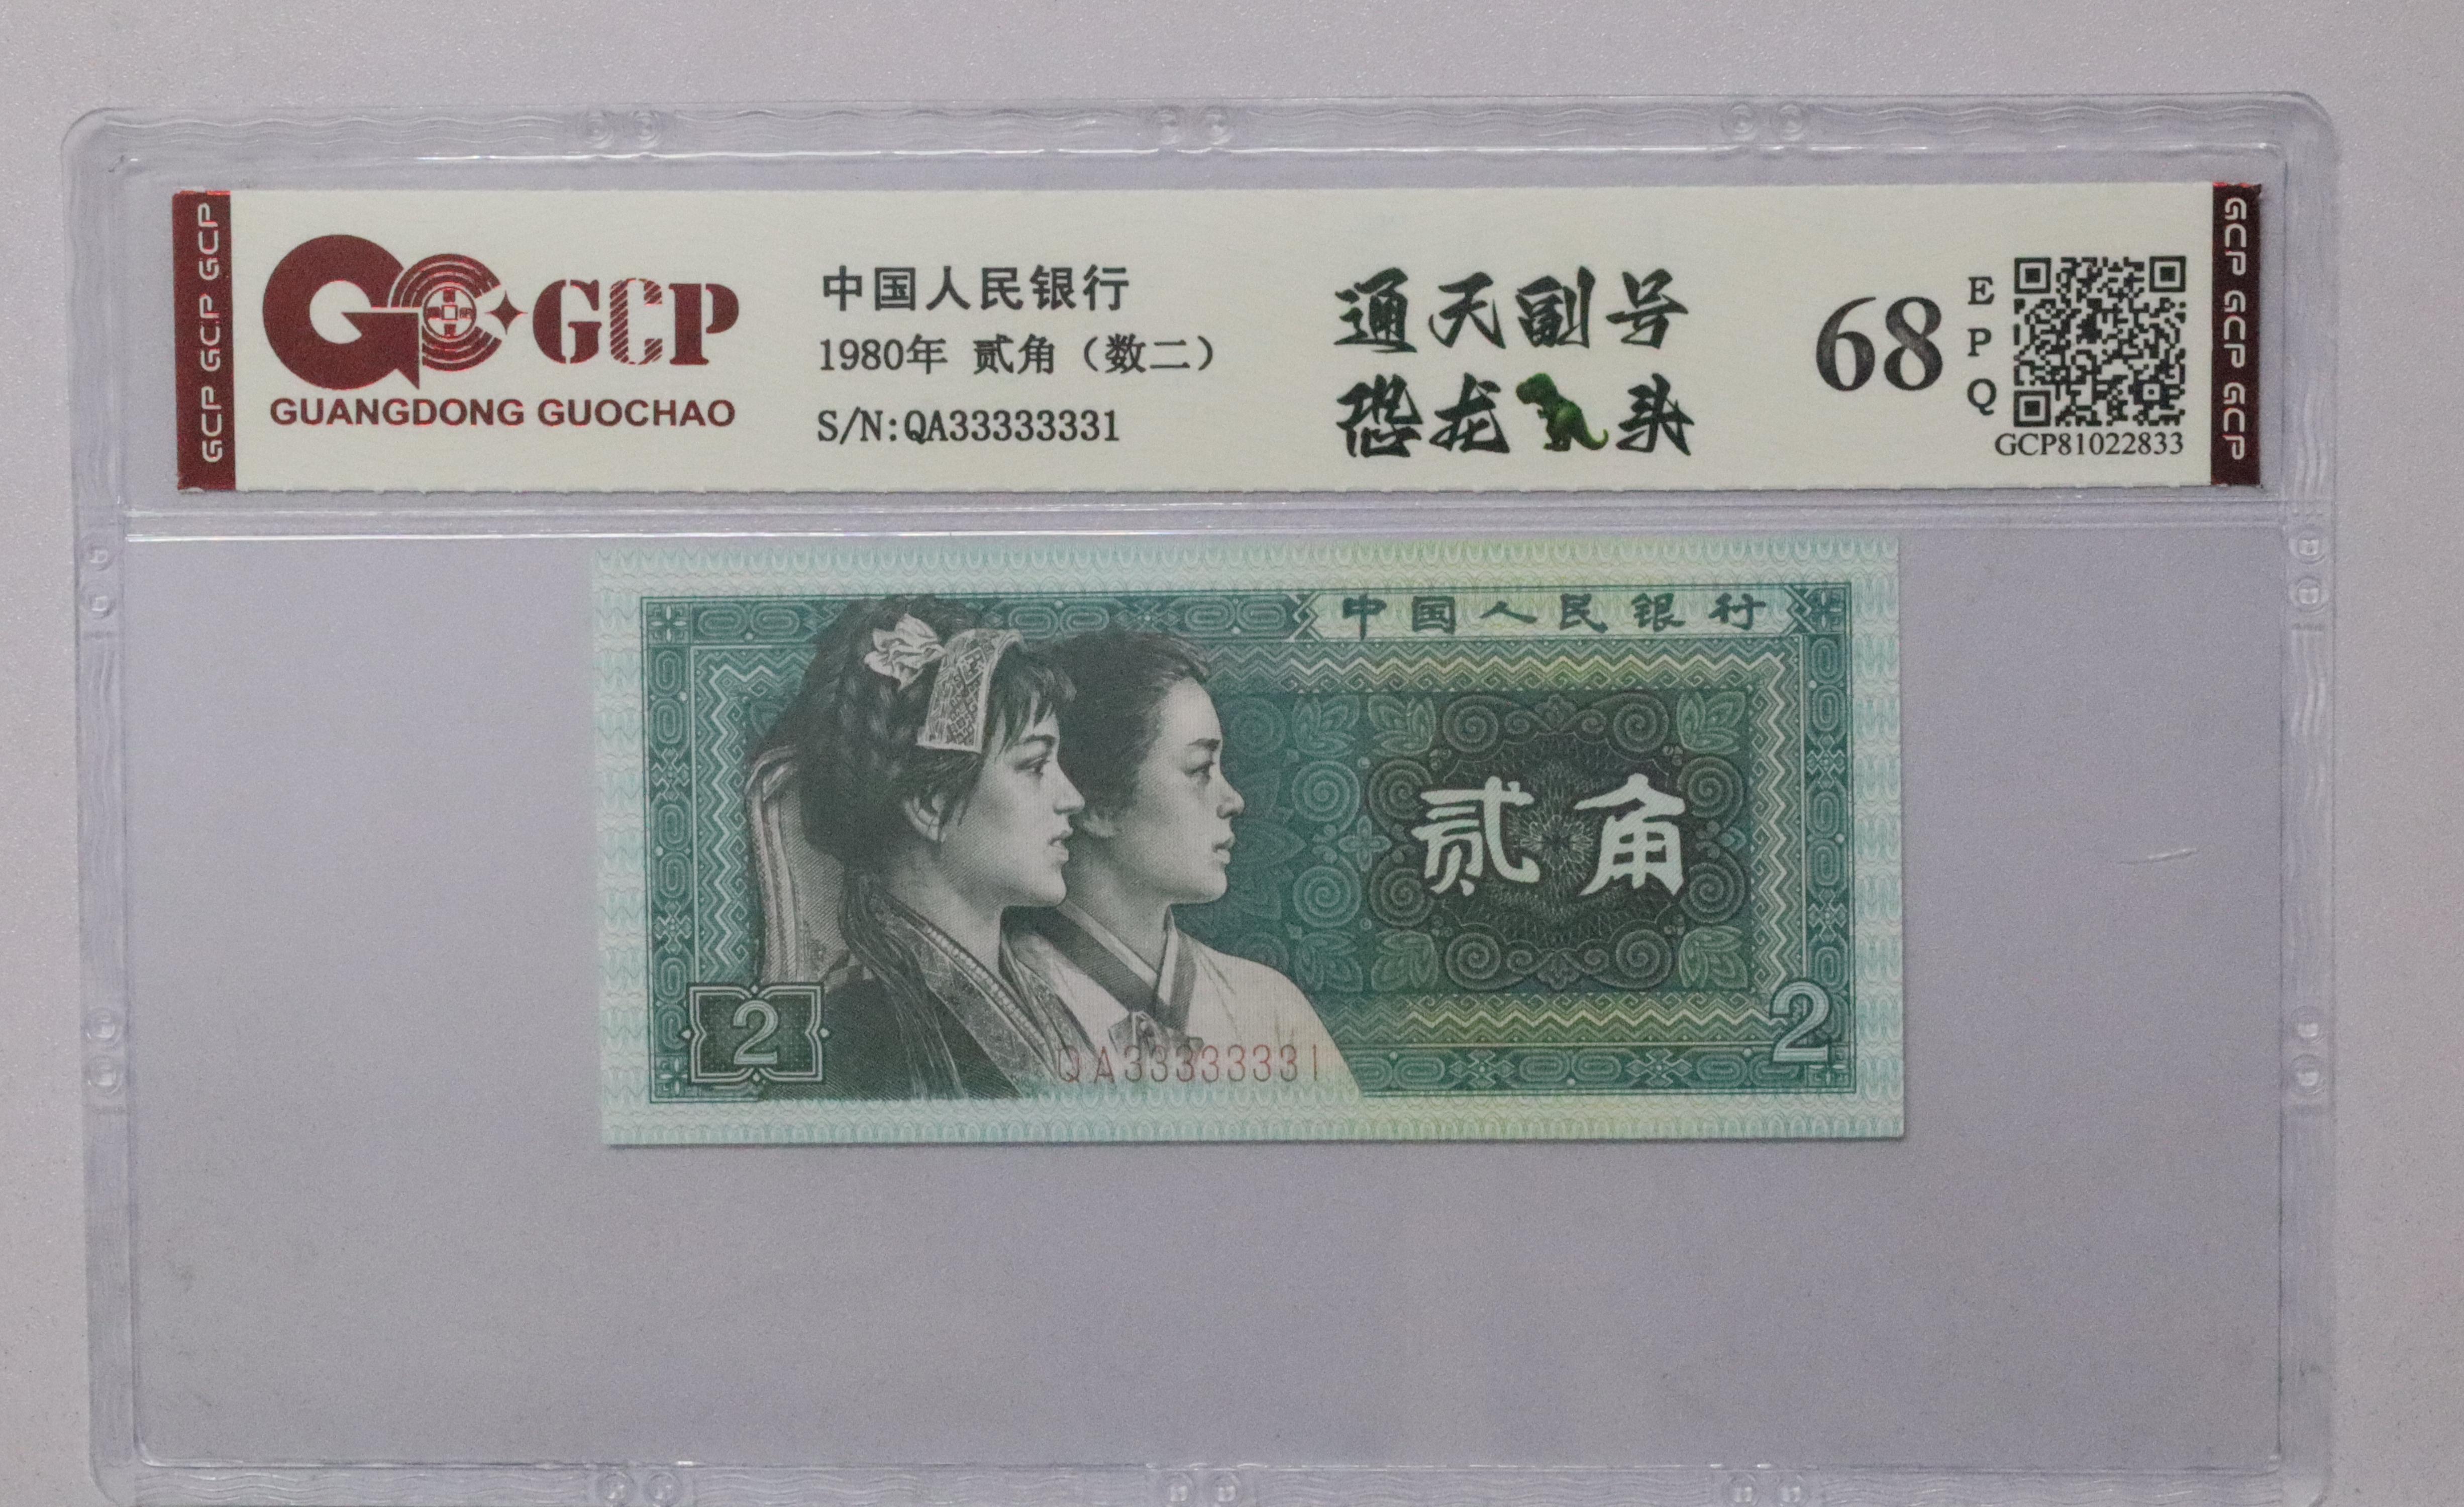 GCP GCP GCP
GCP
GUANGDONG GUOCHAO
中国人民银行
1980年 贰角（数二）
S/N:QA33333331
通天副号
恐龙头
68
EPQ
GCP81022833
GCP GCP GCP
中国人民银行
贰角
2
2
QA33333331